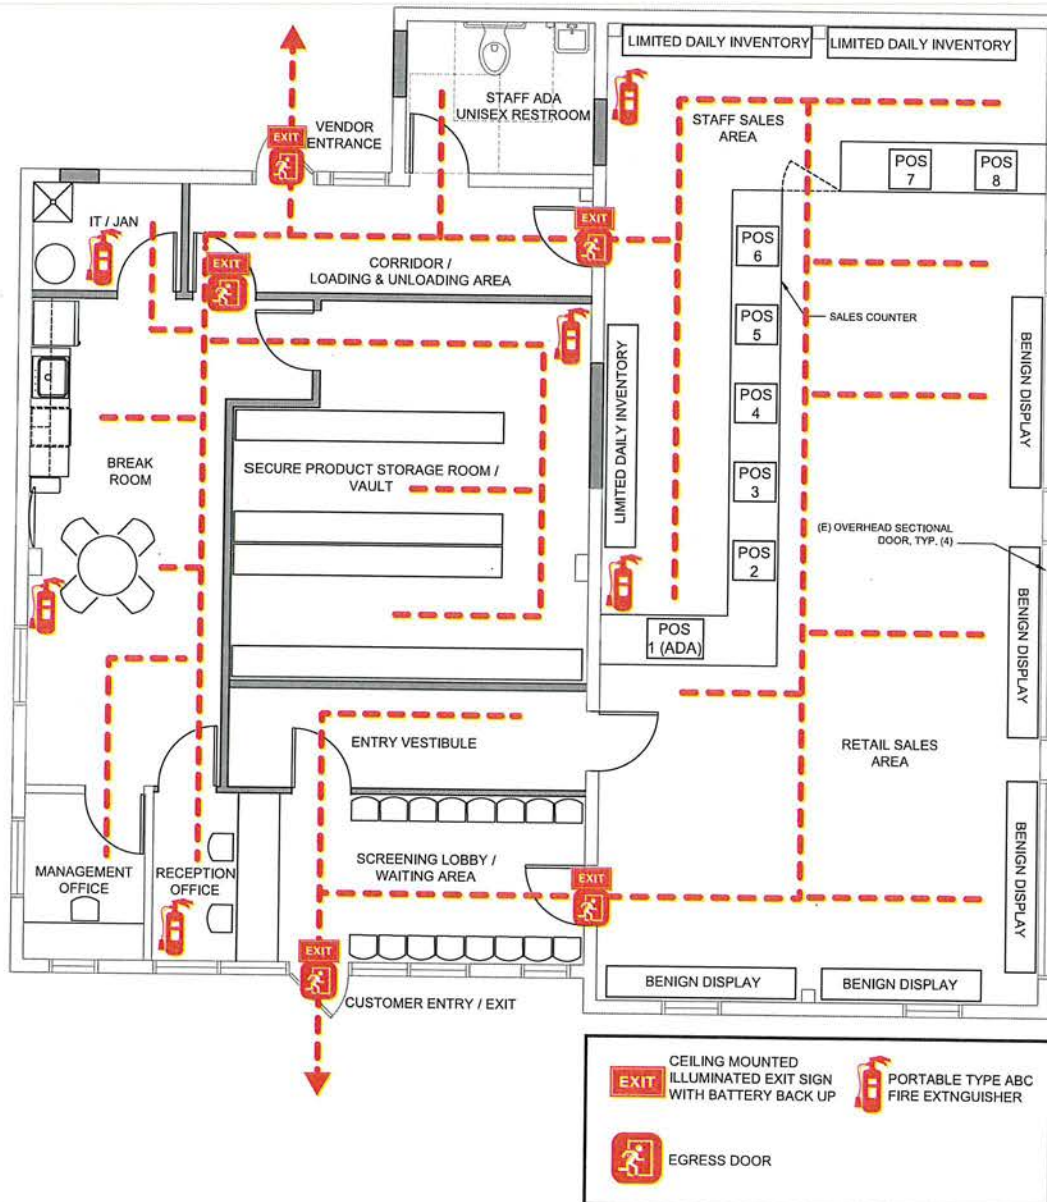 LIMITED DAILY INVENTORY
LIMITED DAILY INVENTORY
STAFF ADA
UNISEX RESTROOM
VENDOR
ENTRANCE
EXIT
STAFF SALES
AREA
POS
7
POS
8
IT / JAN
EXIT
EXIT
CORRIDOR /
LOADING & UNLOADING AREA
POS
6
POS
5
SALES COUNTER
BENIGN DISPLAY
LIMITED DAILY INVENTORY
POS
4
BREAK
ROOM
SECURE PRODUCT STORAGE ROOM /
VAULT
POS
3
(E) OVERHEAD SECTIONAL
DOOR, TYP. (4)
POS
2
BENIGN DISPLAY
POS
1 (ADA)
ENTRY VESTIBULE
RETAIL SALES
AREA
MANAGEMENT
OFFICE
RECEPTION
OFFICE
SCREENING LOBBY /
WAITING AREA
EXIT
BENIGN DISPLAY
EXIT
CUSTOMER ENTRY / EXIT
BENIGN DISPLAY
BENIGN DISPLAY
EXIT
CEILING MOUNTED
ILLUMINATED EXIT SIGN
WITH BATTERY BACK UP
PORTABLE TYPE ABC
FIRE EXTNGUISHER
EGRESS DOOR